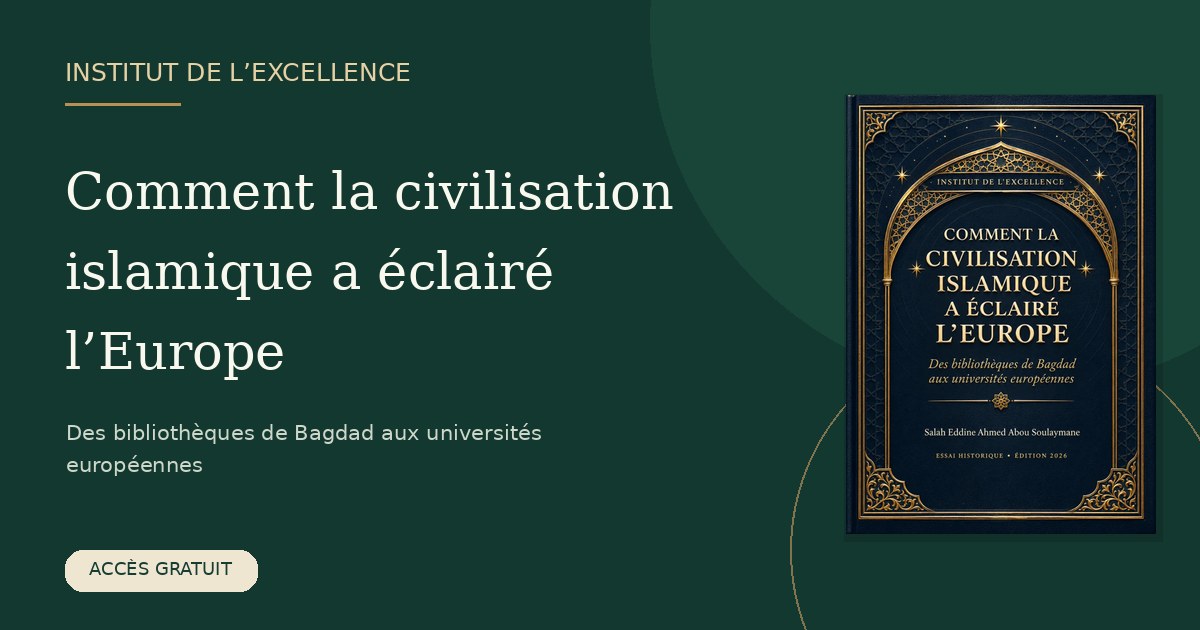 INSTITUT DE L’EXCELLENCE
Comment la civilisation
islamique a éclairé
l’Europe
Des bibliothèques de Bagdad aux universités
européennes
ACCÈS GRATUIT
INSTITUT DE L’EXCELLENCE
COMMENT LA
CIVILISATION
ISLAMIQUE
A ÉCLAIRÉ
L’EUROPE
Des bibliothèques de Bagdad
aux universités européennes
Salah Eddine Ahmed Abou Soulaymane
ESSAI HISTORIQUE • ÉDITION 2026